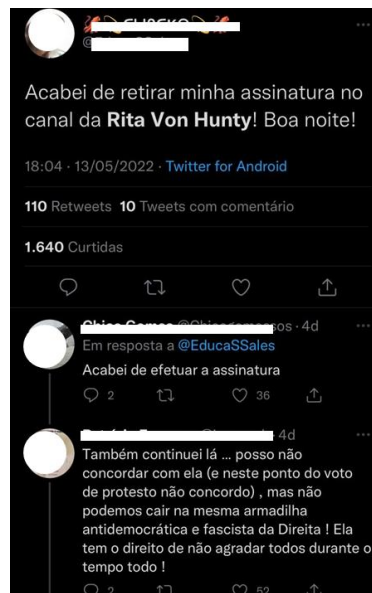 Acabei de retirar minha assinatura no
canal da Rita Von Hunty! Boa noite!
18:04 · 13/05/2022 · Twitter for Android
110 Retweets 10 Tweets com comentário
1.640 Curtidas
· 4d
Em resposta a @EducaSSales
Acabei de efetuar a assinatura
2 36
· 4d
Também continuei lá ... posso não
concordar com ela (e neste ponto do voto
de protesto não concordo) , mas não
podemos cair na mesma armadilha
antidemocrática e fascista da Direita ! Ela
tem o direito de não agradar todos durante o
tempo todo !
2 52